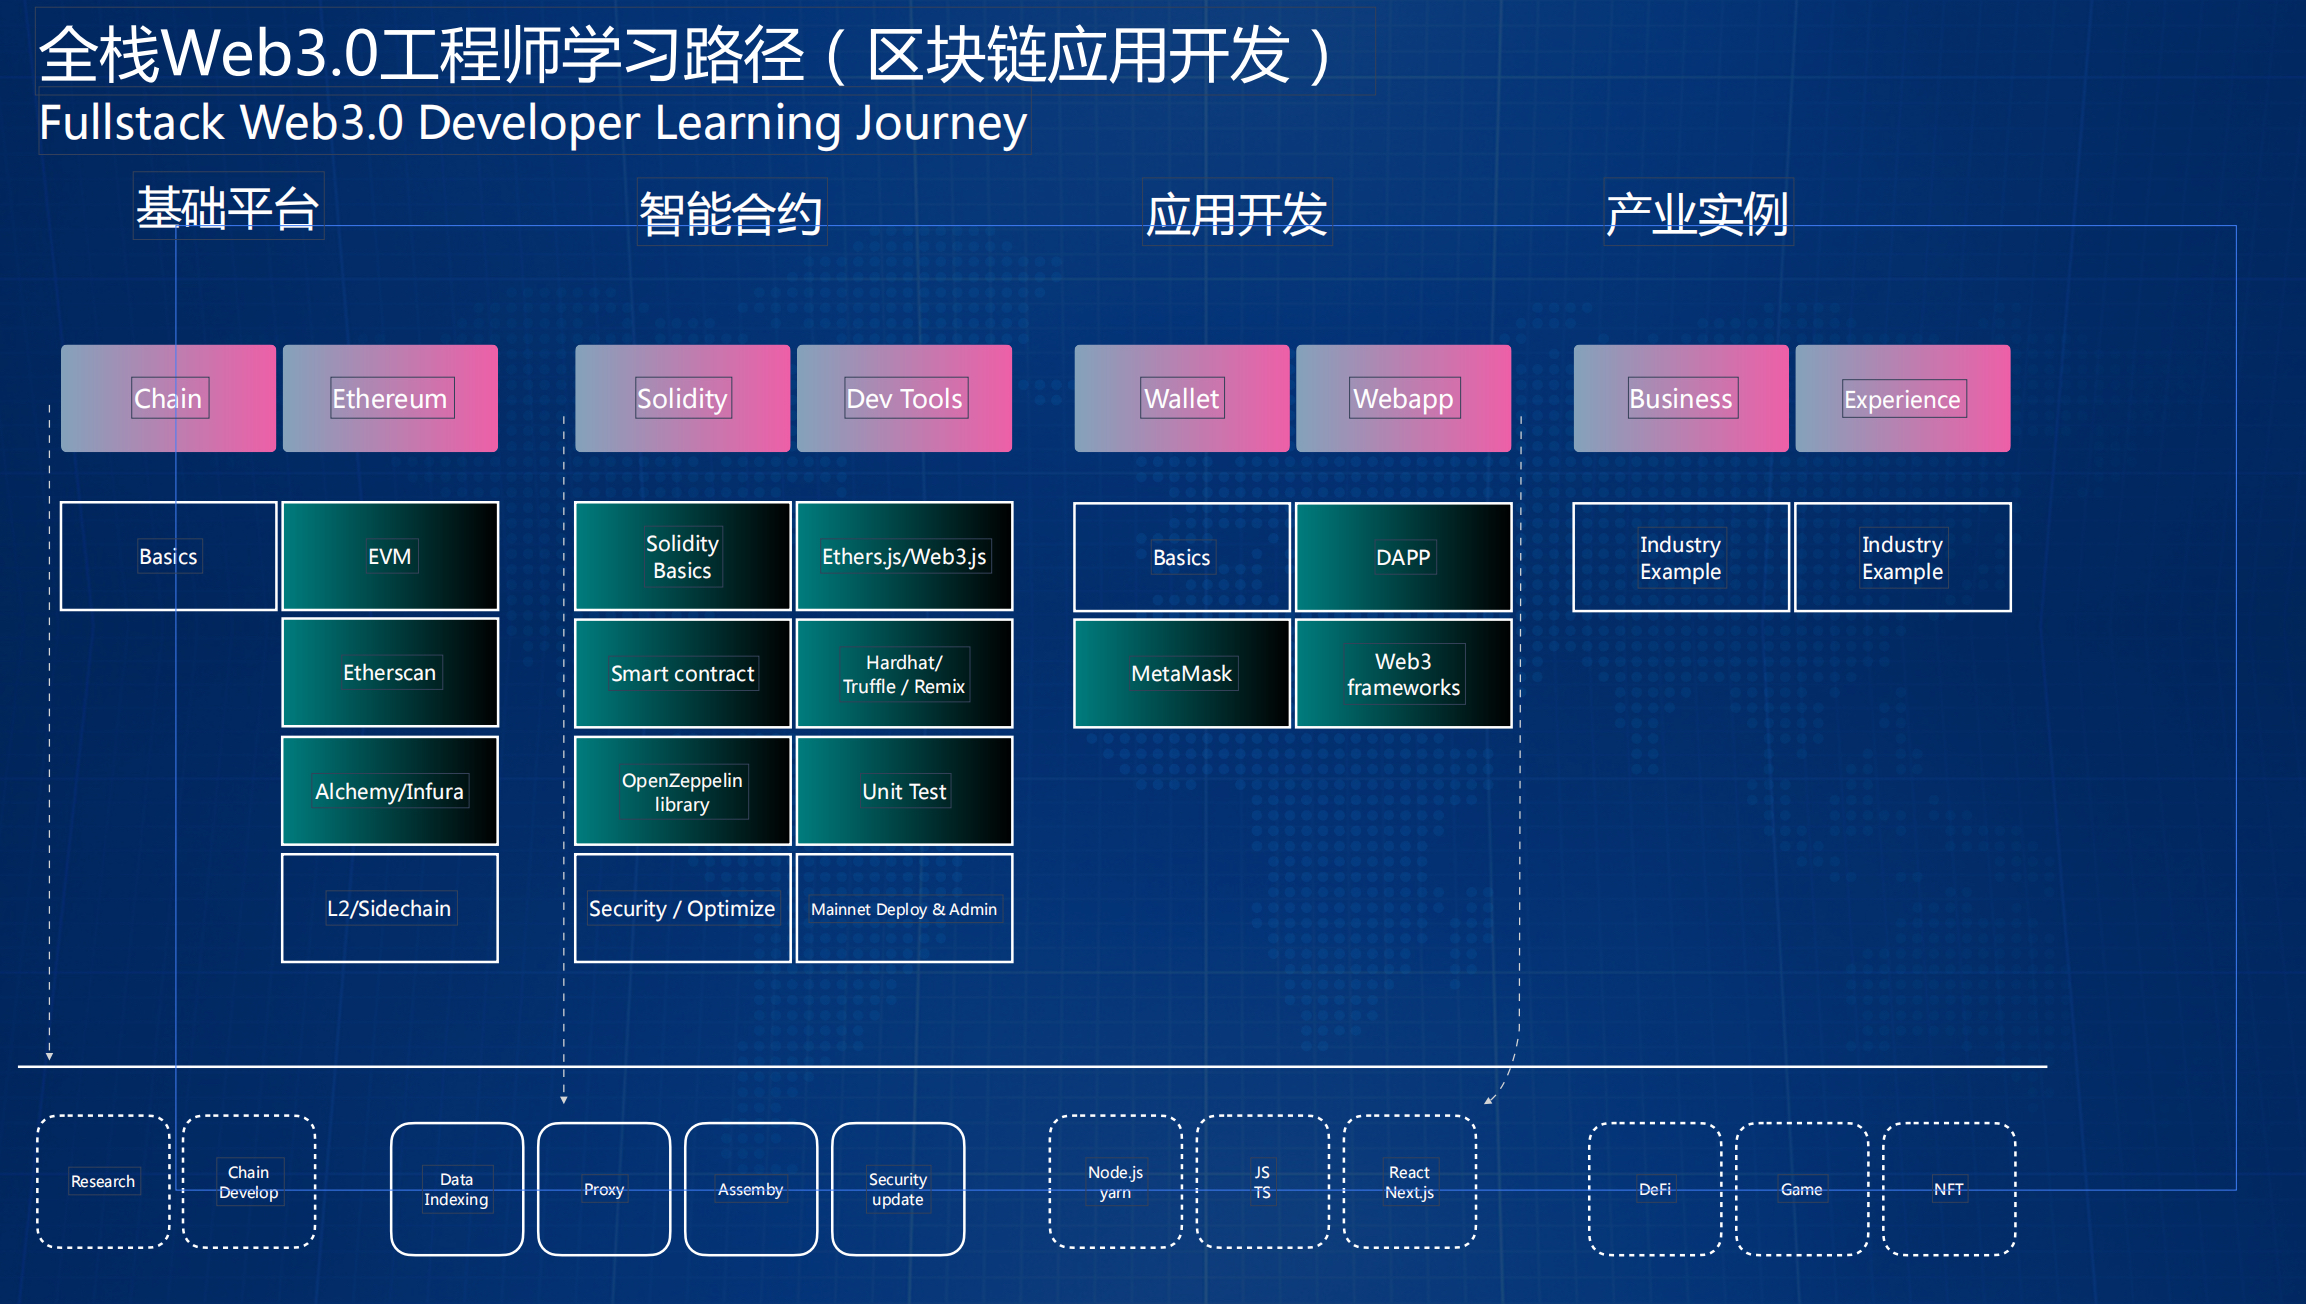 全栈Web3.0工程师学习路径（区块链应用开发）
Fullstack Web3.0 Developer Learning Journey
基础平台
智能合约
应用开发
产业实例
Chain
Ethereum
Solidity
Dev Tools
Wallet
Webapp
Business
Experience
Basics
EVM
Solidity
Basics
Ethers.js/Web3.js
Basics
DAPP
Industry
Example
Industry
Example
Etherscan
Smart contract
Hardhat/
Truffle / Remix
MetaMask
Web3
frameworks
Alchemy/Infura
OpenZeppelin
library
Unit Test
L2/Sidechain
Security / Optimize
Mainnet Deploy & Admin
Research
Chain
Develop
Data
Indexing
Proxy
Assemby
Security
update
Node.js
yarn
JS
TS
React
Next.js
DeFi
Game
NFT